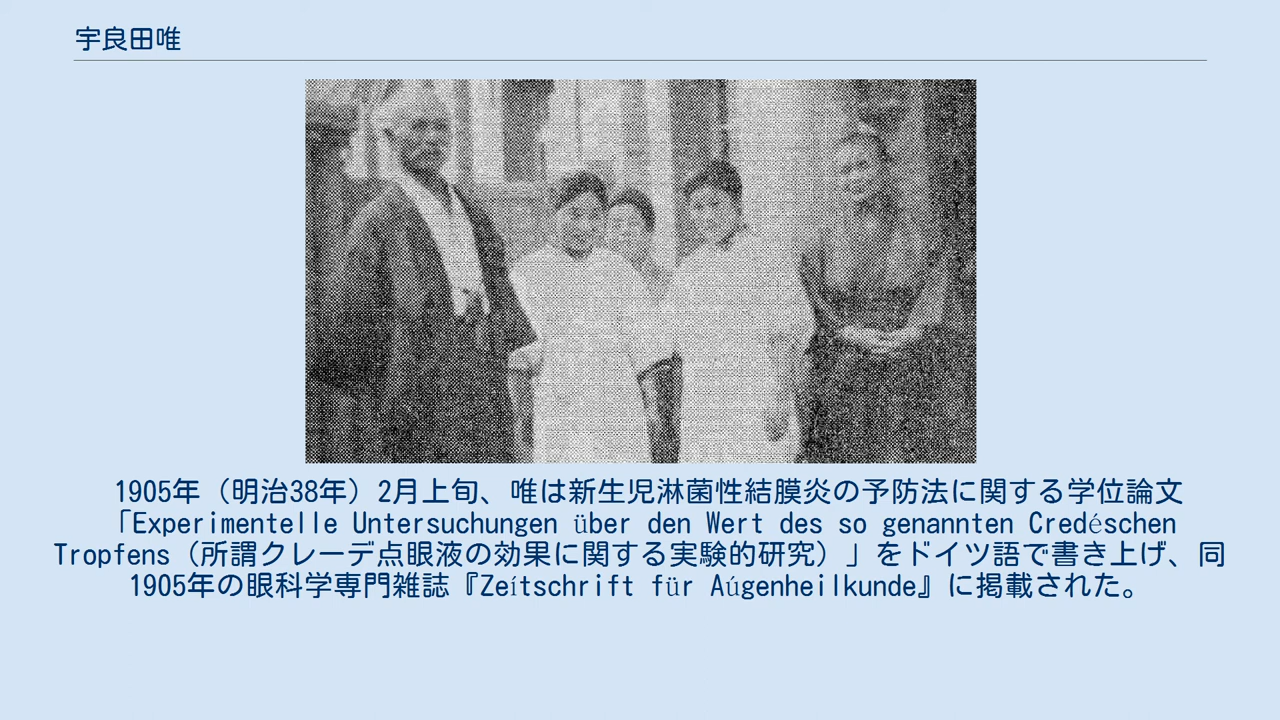 宇良田唯
1905年（明治38年）2月上旬、唯は新生児淋菌性結膜炎の予防法に関する学位論文
「Experimentelle Untersuchungen über den Wert des so genannten Credéschen
Tropfens（所謂クレーデ点眼液の効果に関する実験的研究）」をドイツ語で書き上げ、同
1905年の眼科学専門雑誌『Zeítschrift für Aúgenheilkunde』に掲載された。